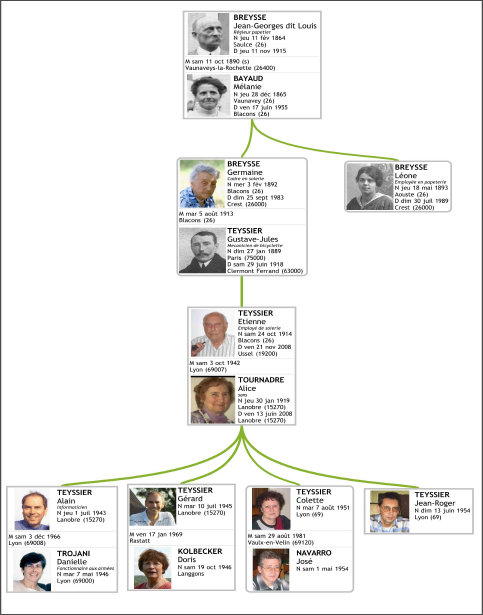 BREYSSE
Jean-Georges dit Louis
Régleur papetier
N jeu 11 fév 1864
Saulce (26)
D jeu 11 nov 1915
M sam 11 oct 1890 (s)
Vaunaveys-la-Rochette (26400)
BAYAUD
Mélanie
N jeu 28 déc 1865
Vaunavey (26)
D ven 17 juin 1955
Blacons (26)
BREYSSE
Germaine
Cadre en soierie
N mer 3 fév 1892
Blacons (26)
D dim 25 sept 1983
Crest (26000)
M mar 5 août 1913
Blacons (26)
TEYSSIER
Gustave-Jules
Mécanicien de bicyclette
N dim 27 jan 1889
Paris (75000)
D sam 29 juin 1918
Clermont Ferrand (63000)
BREYSSE
Léone
Employée en papeterie
N jeu 18 mai 1893
Aouste (26)
D dim 30 juil 1989
Crest (26000)
TEYSSIER
Etienne
Employé de soierie
N sam 24 oct 1914
Blacons (26)
D ven 21 nov 2008
Ussel (19200)
M sam 3 oct 1942
Lyon (69007)
TOURNADRE
Alice
sans
N jeu 30 jan 1919
Lanobre (15270)
D ven 13 juin 2008
Lanobre (15270)
TEYSSIER
Alain
Informaticien
N jeu 1 juil 1943
Lanobre (15270)
M sam 3 déc 1966
Lyon (69008)
TROJANI
Danielle
Fonctionnaire aux armées
N mar 7 mai 1946
Lyon (69000)
TEYSSIER
Gérard
N mar 10 juil 1945
Lanobre (15270)
M ven 17 jan 1969
Rastatt
KOLBECKER
Doris
N sam 19 oct 1946
Langgons
TEYSSIER
Colette
N mar 7 août 1951
Lyon (69)
M sam 29 août 1981
Vaulx-en-Velin (69120)
NAVARRO
José
N sam 1 mai 1954
TEYSSIER
Jean-Roger
N dim 13 juin 1954
Lyon (69)